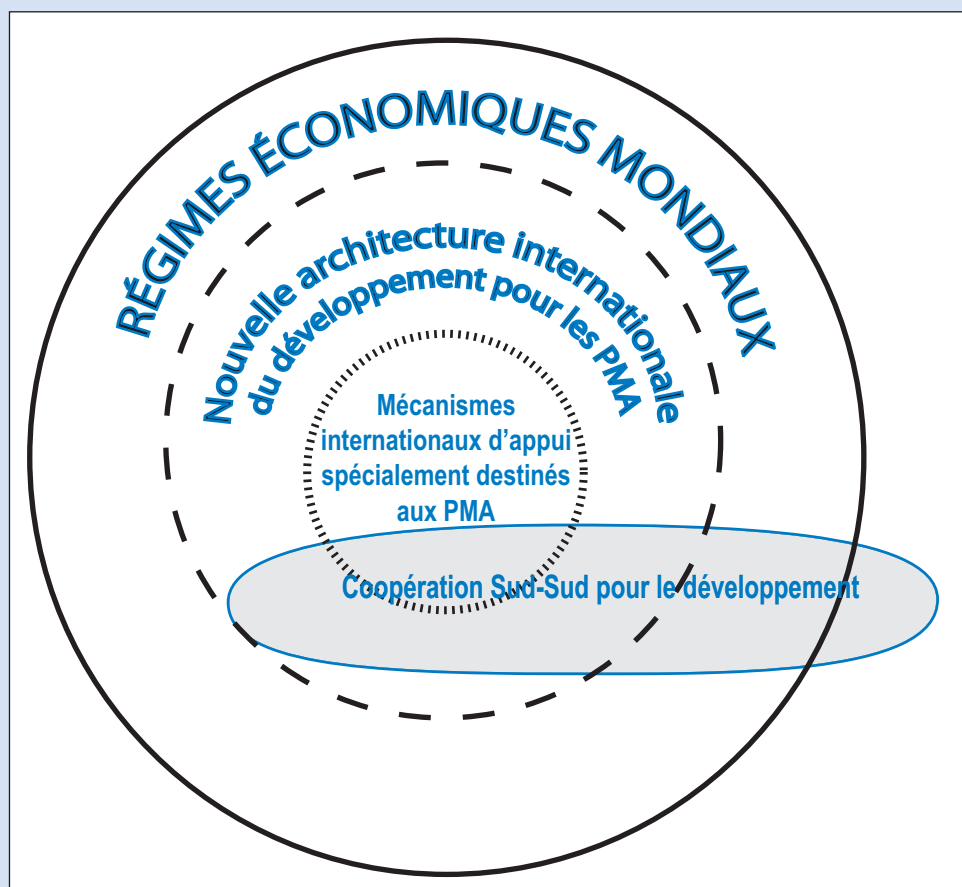 RÉGIMES ÉCONOMIQUES MONDIAUX
Nouvelle architecture internationale
du développement pour les PMA
Mécanismes
internationaux d'appui
spécialement destinés
aux PMA
Coopération Sud-Sud pour le développement